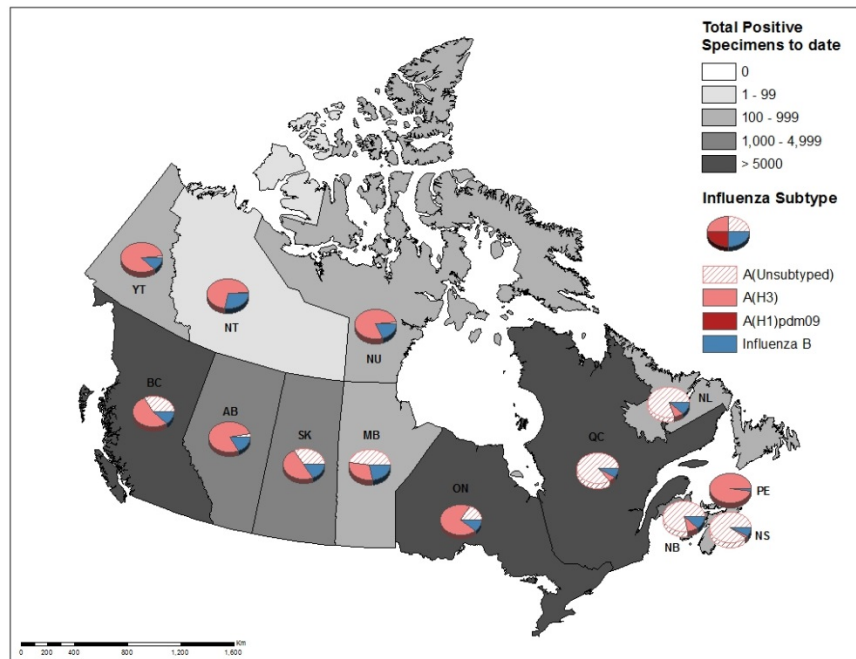 Total Positive
Specimens to date
0
1 - 99
100 - 999
1,000 - 4,999
> 5000
Influenza Subtype
A(Unsubtyped)
A(H3)
A(H1)pdm09
Influenza B
YT
NT
NU
BC
AB
SK
MB
ON
QC
NL
PE
NB
NS
Km
0 200 400 800 1,200 1,600